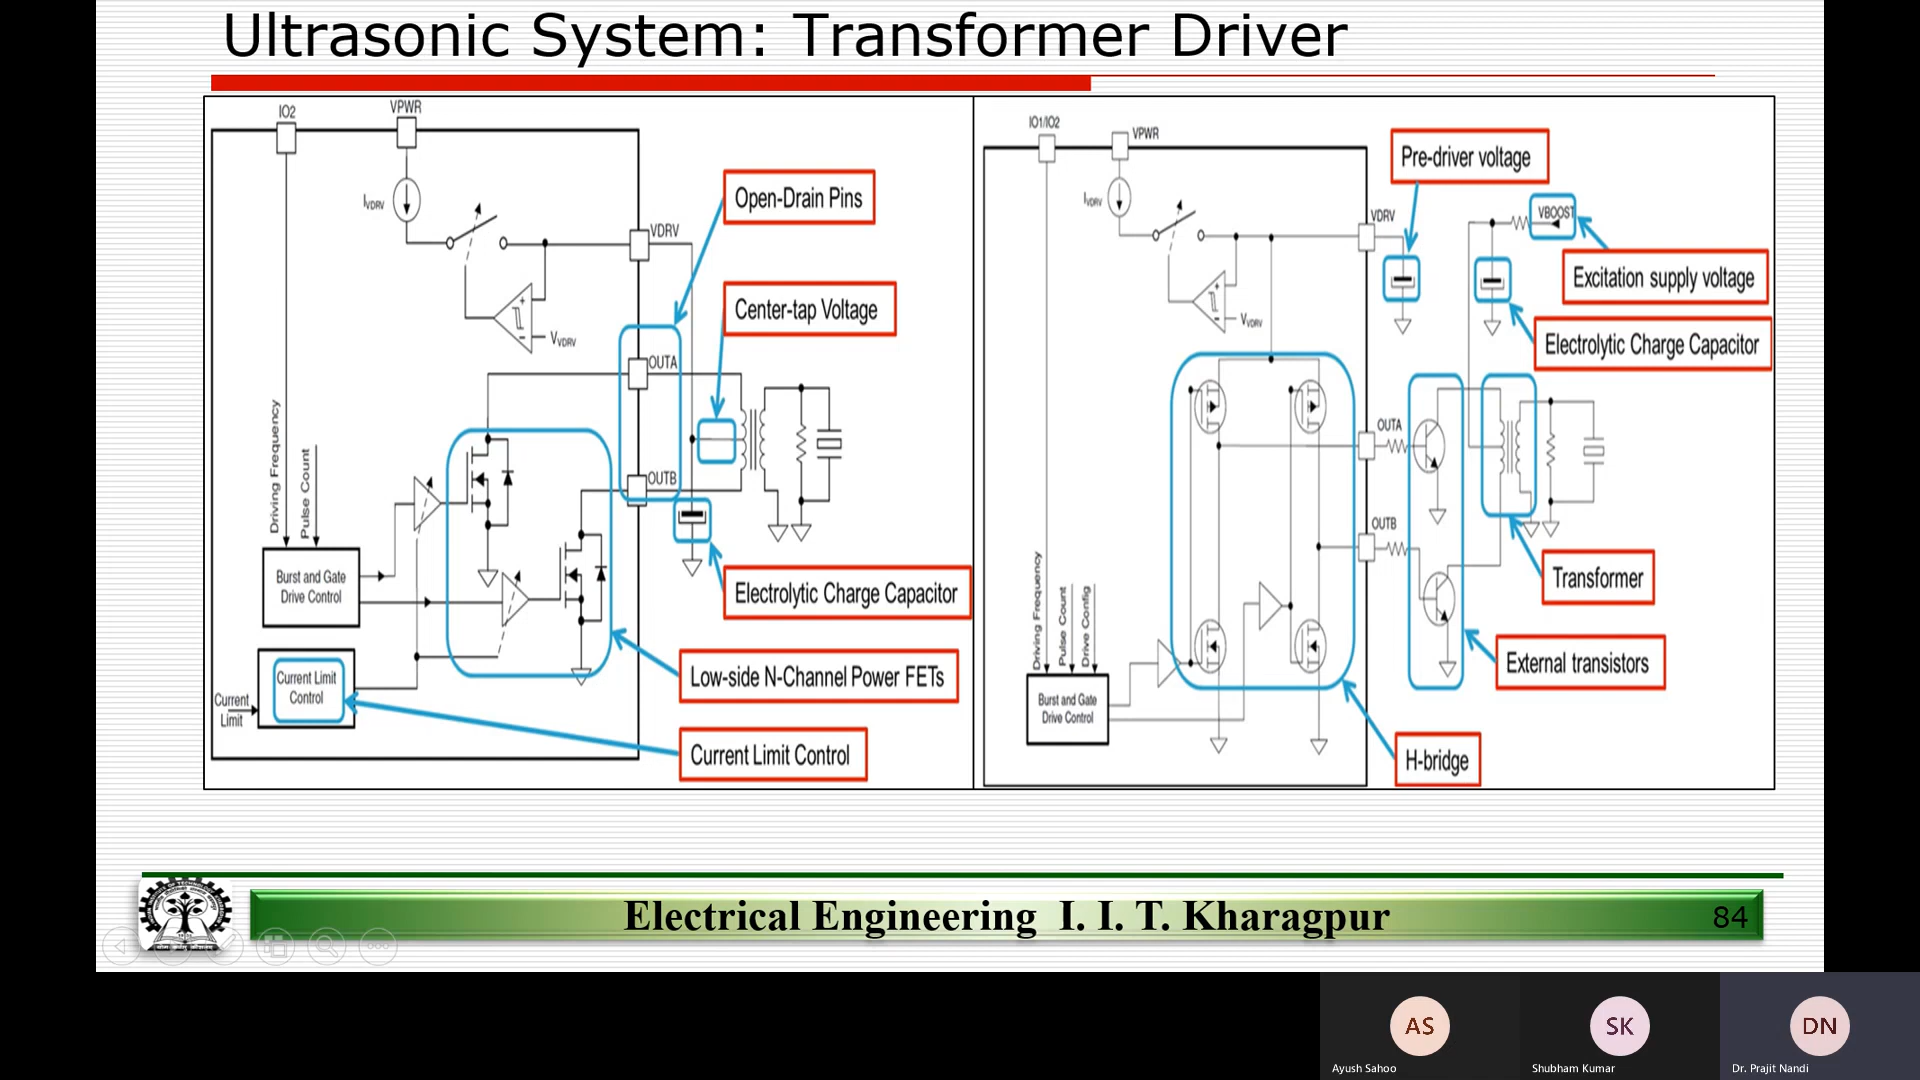 Ultrasonic System: Transformer Driver
IO2
VPWR
IVDRV
VDRV
VVDRV
OUTA
OUTB
Driving Frequency
Pulse Count
Burst and Gate
Drive Control
Current Limit
Control
Current
Limit
Open-Drain Pins
Center-tap Voltage
Electrolytic Charge Capacitor
Low-side N-Channel Power FETs
Current Limit Control
IO1/IO2
VPWR
IVDRV
VDRV
VVDRV
OUTA
OUTB
Driving Frequency
Pulse Count
Drive Config
Burst and Gate
Drive Control
Pre-driver voltage
VBOOST
Excitation supply voltage
Electrolytic Charge Capacitor
Transformer
External transistors
H-bridge
Electrical Engineering I. I. T. Kharagpur
84
AS
Ayush Sahoo
SK
Shubham Kumar
DN
Dr. Prajit Nandi